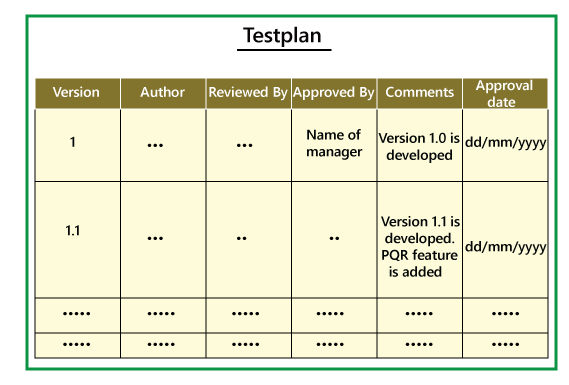 Testplan
Version Author Reviewed By Approved By Comments Approval date
1 ... ... Name of manager Version 1.0 is developed dd/mm/yyyy
1.1 ... .. .. Version 1.1 is developed. PQR feature is added dd/mm/yyyy
..... ..... ..... ..... ..... .....
..... ..... ..... ..... ..... .....